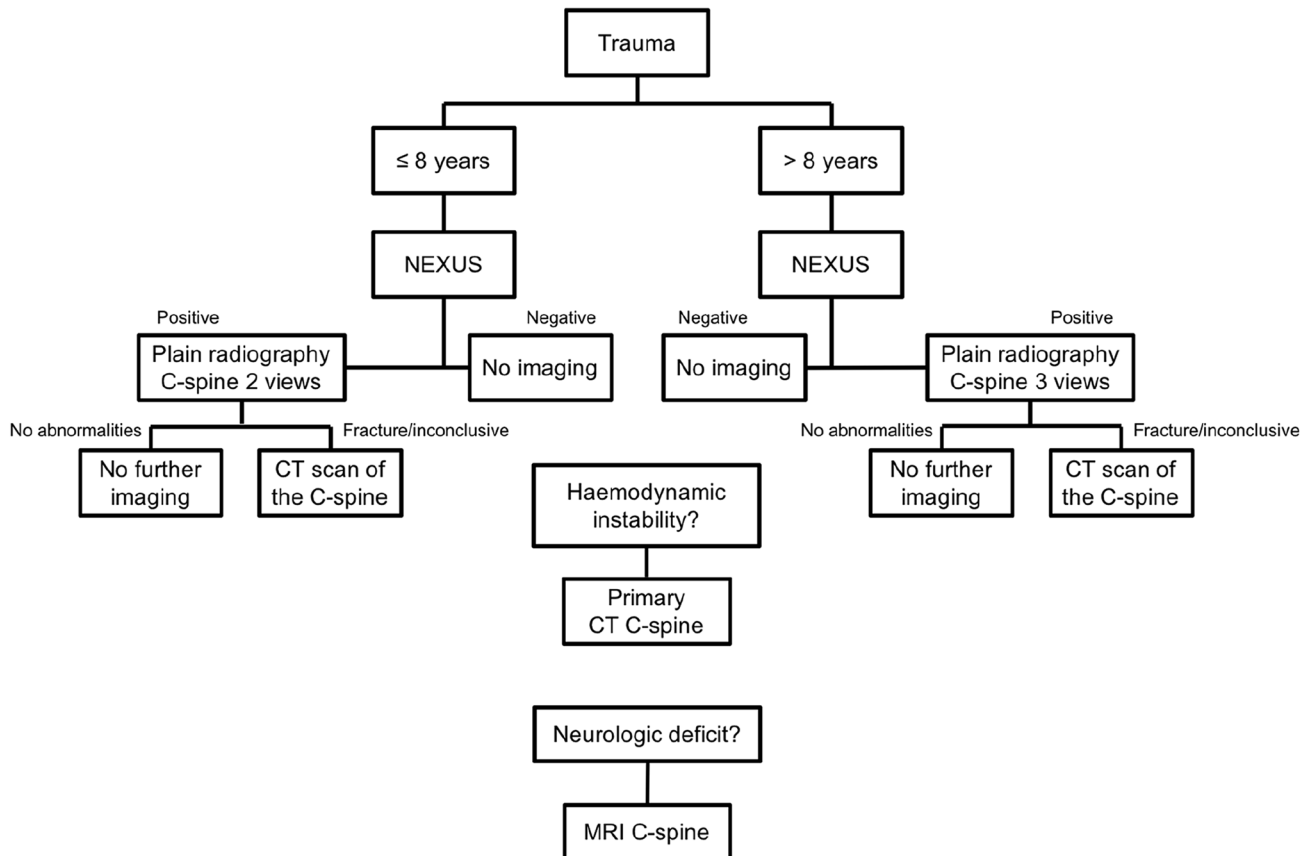 Trauma
≤ 8 years
> 8 years
NEXUS
NEXUS
Positive
Negative
Negative
Positive
Plain radiography
C-spine 2 views
No imaging
No imaging
Plain radiography
C-spine 3 views
No abnormalities
Fracture/inconclusive
No abnormalities
Fracture/inconclusive
No further
imaging
CT scan of
the C-spine
No further
imaging
CT scan of
the C-spine
Haemodynamic
instability?
Primary
CT C-spine
Neurologic deficit?
MRI C-spine